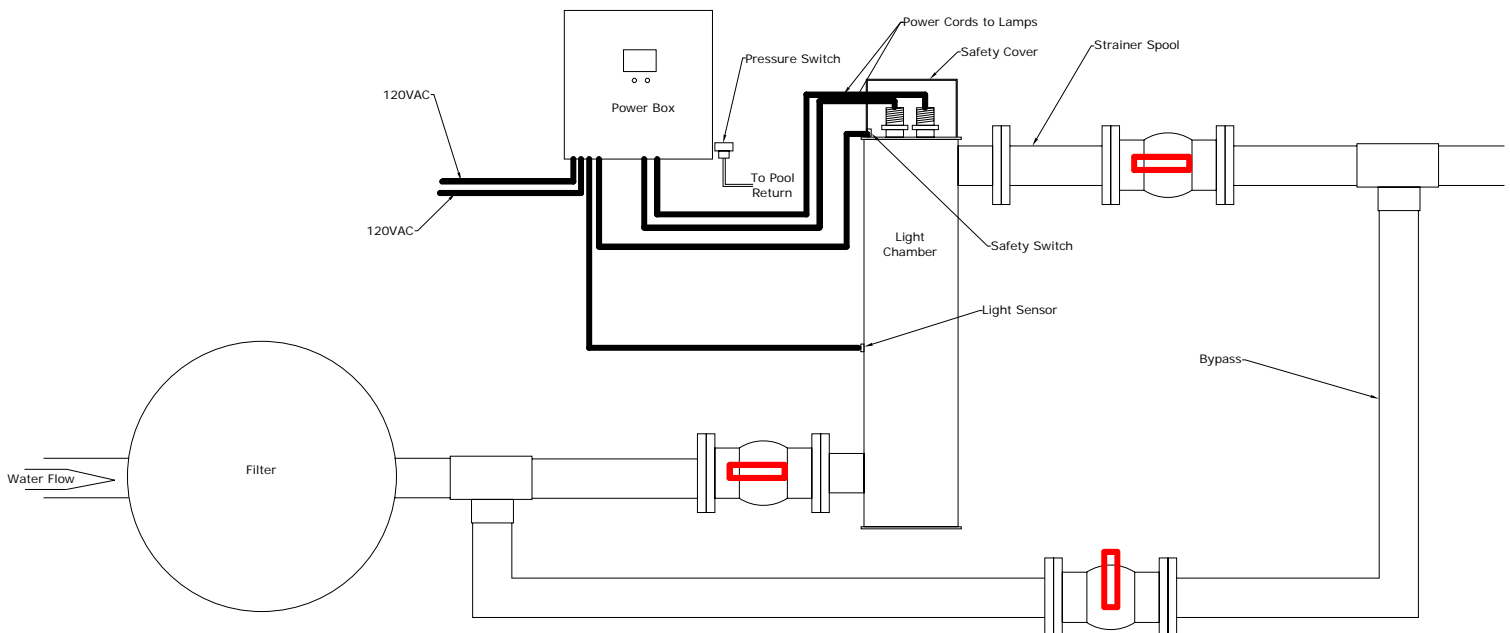 Power Cords to Lamps
Strainer Spool
Safety Cover
Pressure Switch
120VAC
Power Box
To Pool
Return
120VAC
Light
Chamber
Safety Switch
Light Sensor
Bypass
Filter
Water Flow